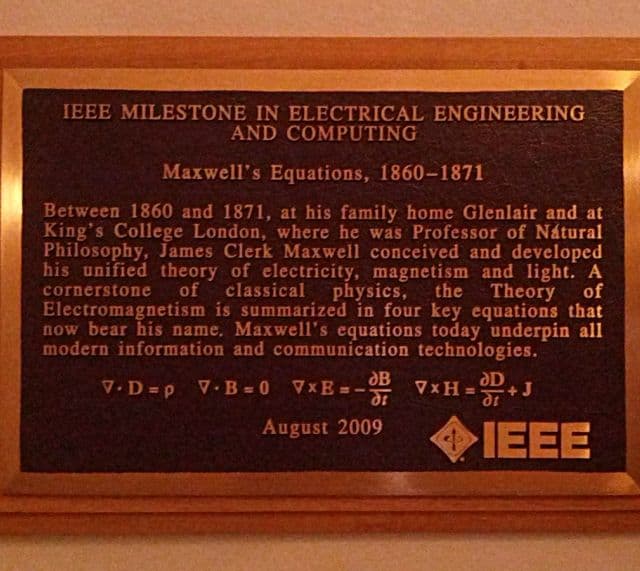 IEEE MILESTONE IN ELECTRICAL ENGINEERING
AND COMPUTING
Maxwell's Equations, 1860–1871
Between 1860 and 1871, at his family home Glenlair and at
King's College London, where he was Professor of Natural
Philosophy, James Clerk Maxwell conceived and developed
his unified theory of electricity, magnetism and light. A
cornerstone of classical physics, the Theory of
Electromagnetism is summarized in four key equations that
now bear his name. Maxwell's equations today underpin all
modern information and communication technologies.
∇·D=ρ ∇·B=0 ∇×E=-∂B/∂t ∇×H=∂D/∂t+J
August 2009
IEEE